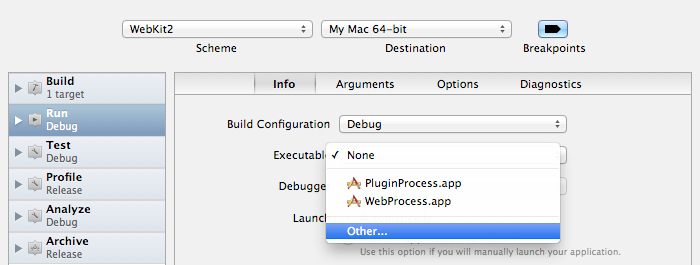 WebKit2
My Mac 64-bit
Scheme
Destination
Breakpoints
Build
1 target
Run
Debug
Test
Debug
Profile
Release
Analyze
Debug
Archive
Release
Info
Arguments
Options
Diagnostics
Build Configuration
Debug
Executable
None
PluginProcess.app
WebProcess.app
Other...
Debugge
Launc
Use this option if you will manually launch your application.